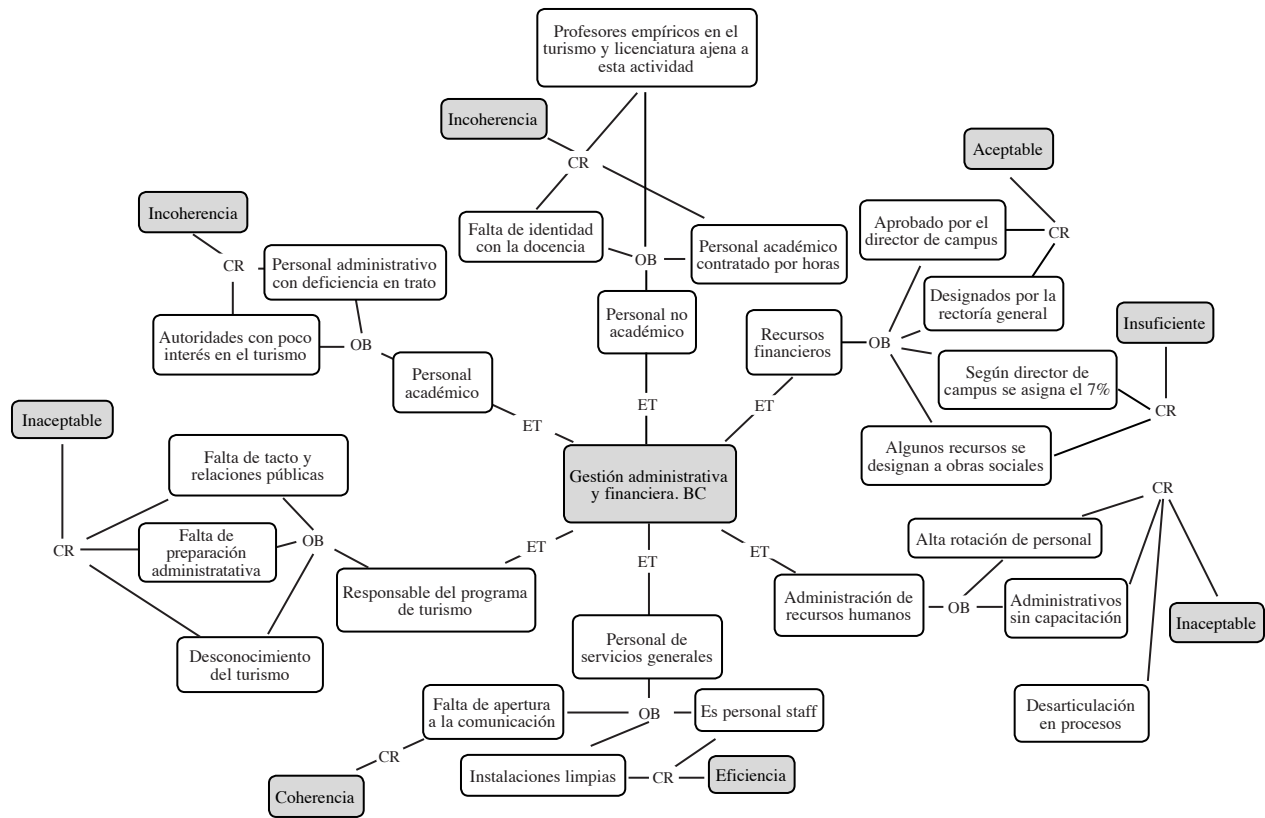 Profesores empíricos en el
turismo y licenciatura ajena a
esta actividad
Incoherencia
CR
Aceptable
Incoherencia
Falta de identidad
con la docencia
Personal académico
contratado por horas
OB
Aprobado por el
director de campus
CR
CR
Personal administrativo
con deficiencia en trato
Designados por la
rectoría general
Autoridades con poco
interés en el turismo
OB
Personal no
académico
Recursos
financieros
OB
Insuficiente
Personal
académico
Según director de
campus se asigna el 7%
CR
Inaceptable
ET
ET
ET
Algunos recursos se
designan a obras sociales
Falta de tacto y
relaciones públicas
Gestión administrativa
y financiera. BC
CR
CR
Falta de
preparación
administratativa
OB
ET
ET
ET
Alta rotación de personal
Responsable del programa
de turismo
Administración de
recursos humanos
OB
Administrativos
sin capacitación
Inaceptable
Desconocimiento
del turismo
Personal de
servicios generales
Falta de apertura
a la comunicación
OB
Es personal staff
Desarticulación
en procesos
CR
Instalaciones limpias
CR
Eficiencia
Coherencia